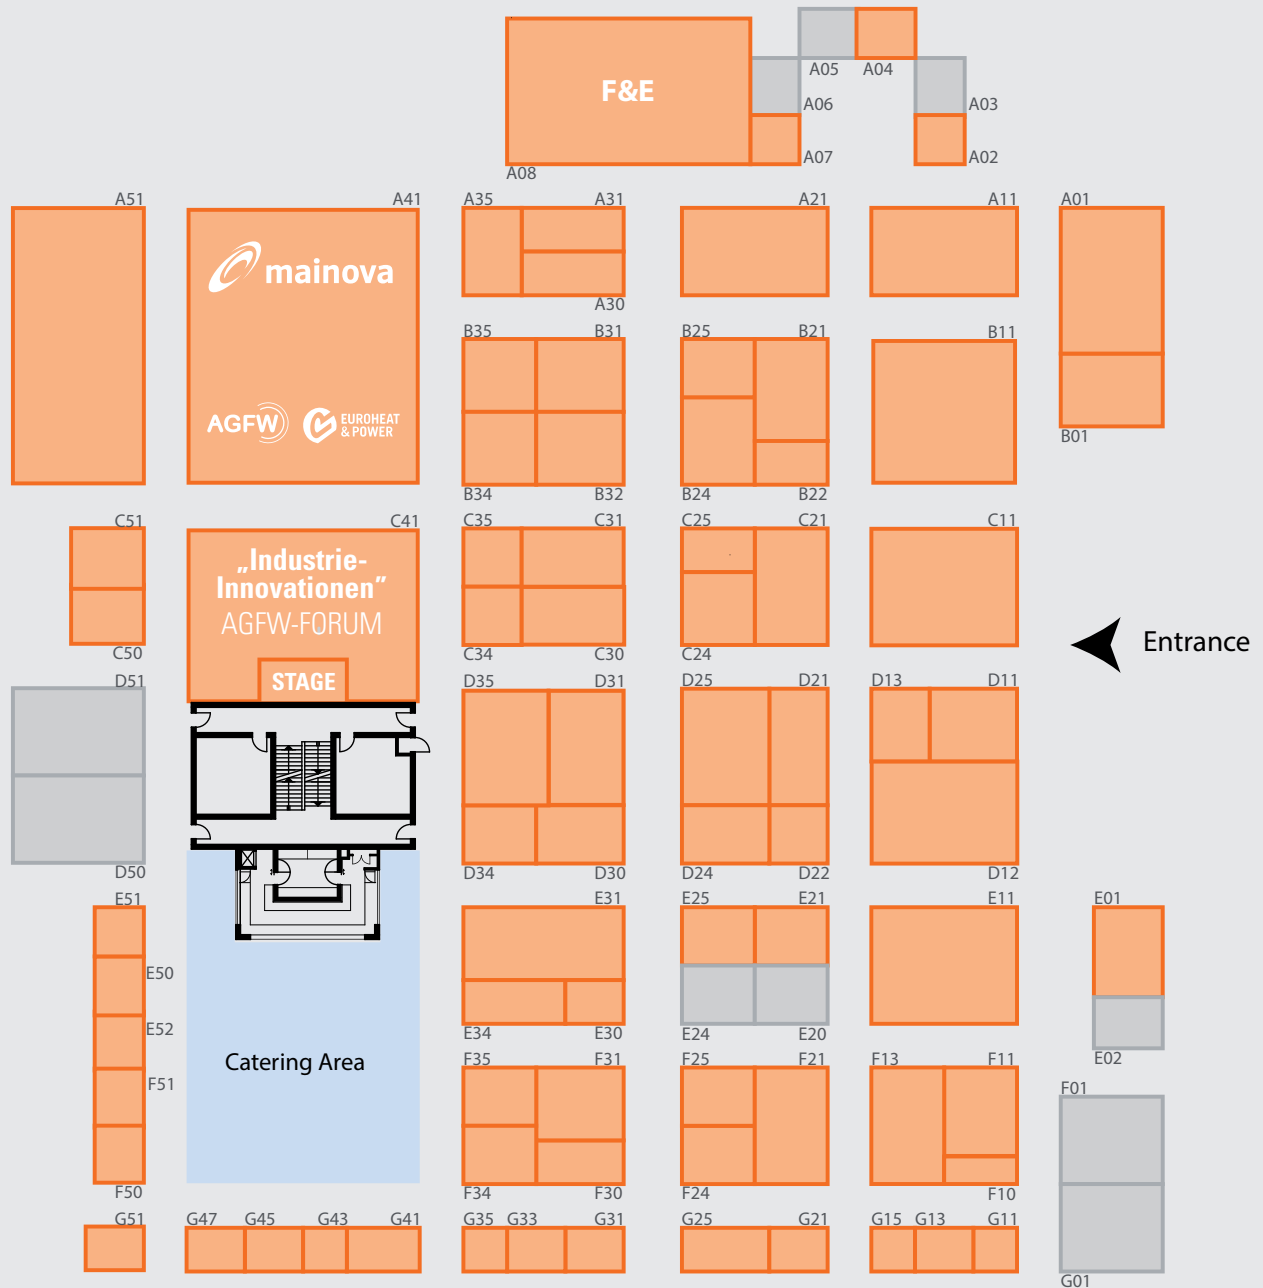 F&E
A05 A04
A06 A03
A07 A02
A08
A51 A41 A35 A31 A21 A11 A01
mainova
A30
B35 B31 B25 B21 B11
AGFW EUROHEAT
& POWER
B01
B34 B32 B24 B22
C51 C41 C35 C31 C25 C21 C11
„Industrie-
Innovationen”
AGFW-FORUM
Entrance
C50 C34 C30 C24
STAGE
D51 D35 D31 D25 D21 D13 D11
D50 D34 D30 D24 D22 D12
E51 E31 E25 E21 E11 E01
E50
E52 E34 E30 E24 E20
E02
Catering Area F35 F31 F25 F21 F13 F11
F51
F01
F50 F34 F30 F24 F10
G51 G47 G45 G43 G41 G35 G33 G31 G25 G21 G15 G13 G11
G01